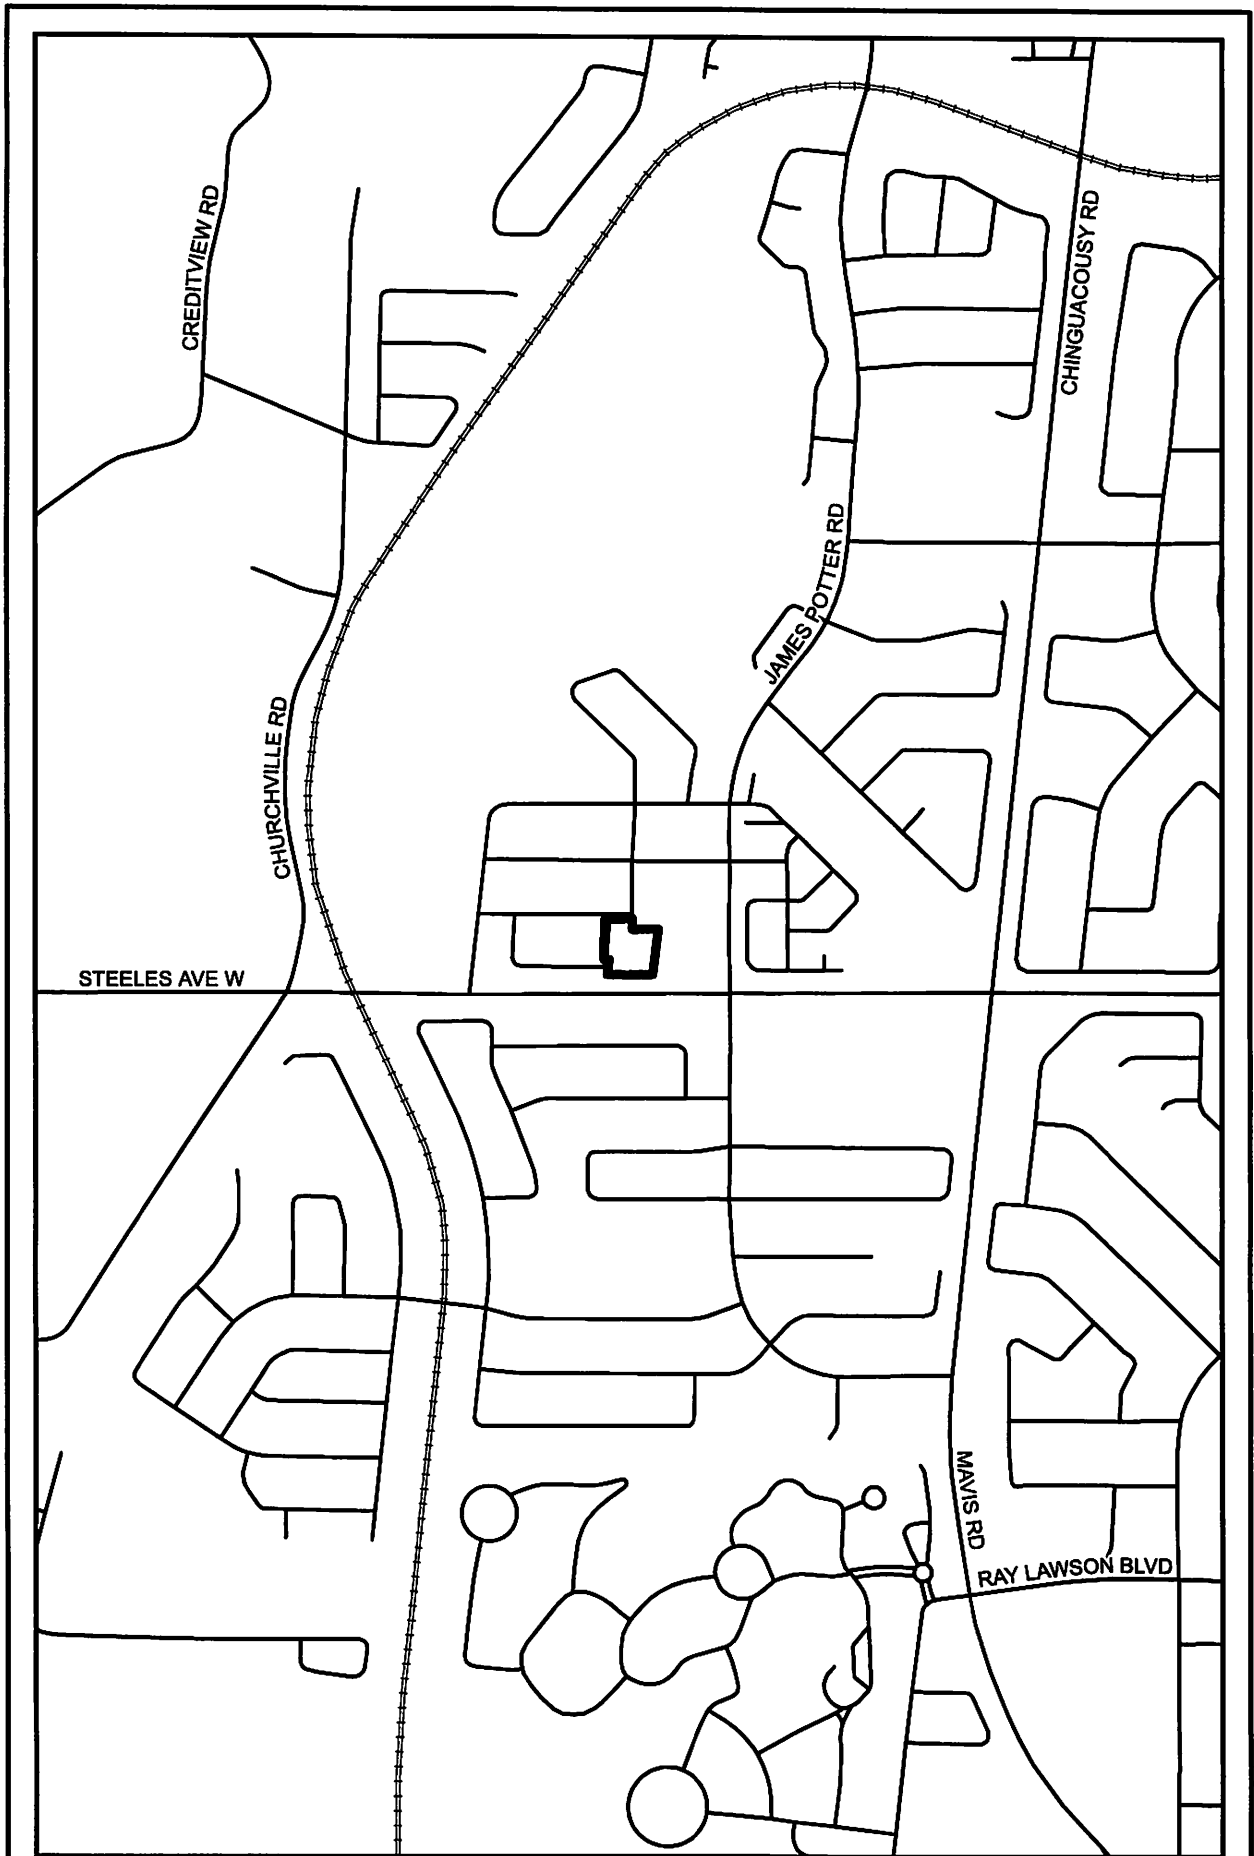 CREDITVIEW RD
CHINGUACOUSY RD
JAMES POTTER RD
CHURCHVILLE RD
STEELES AVE W
MAVIS RD
RAY LAWSON BLVD